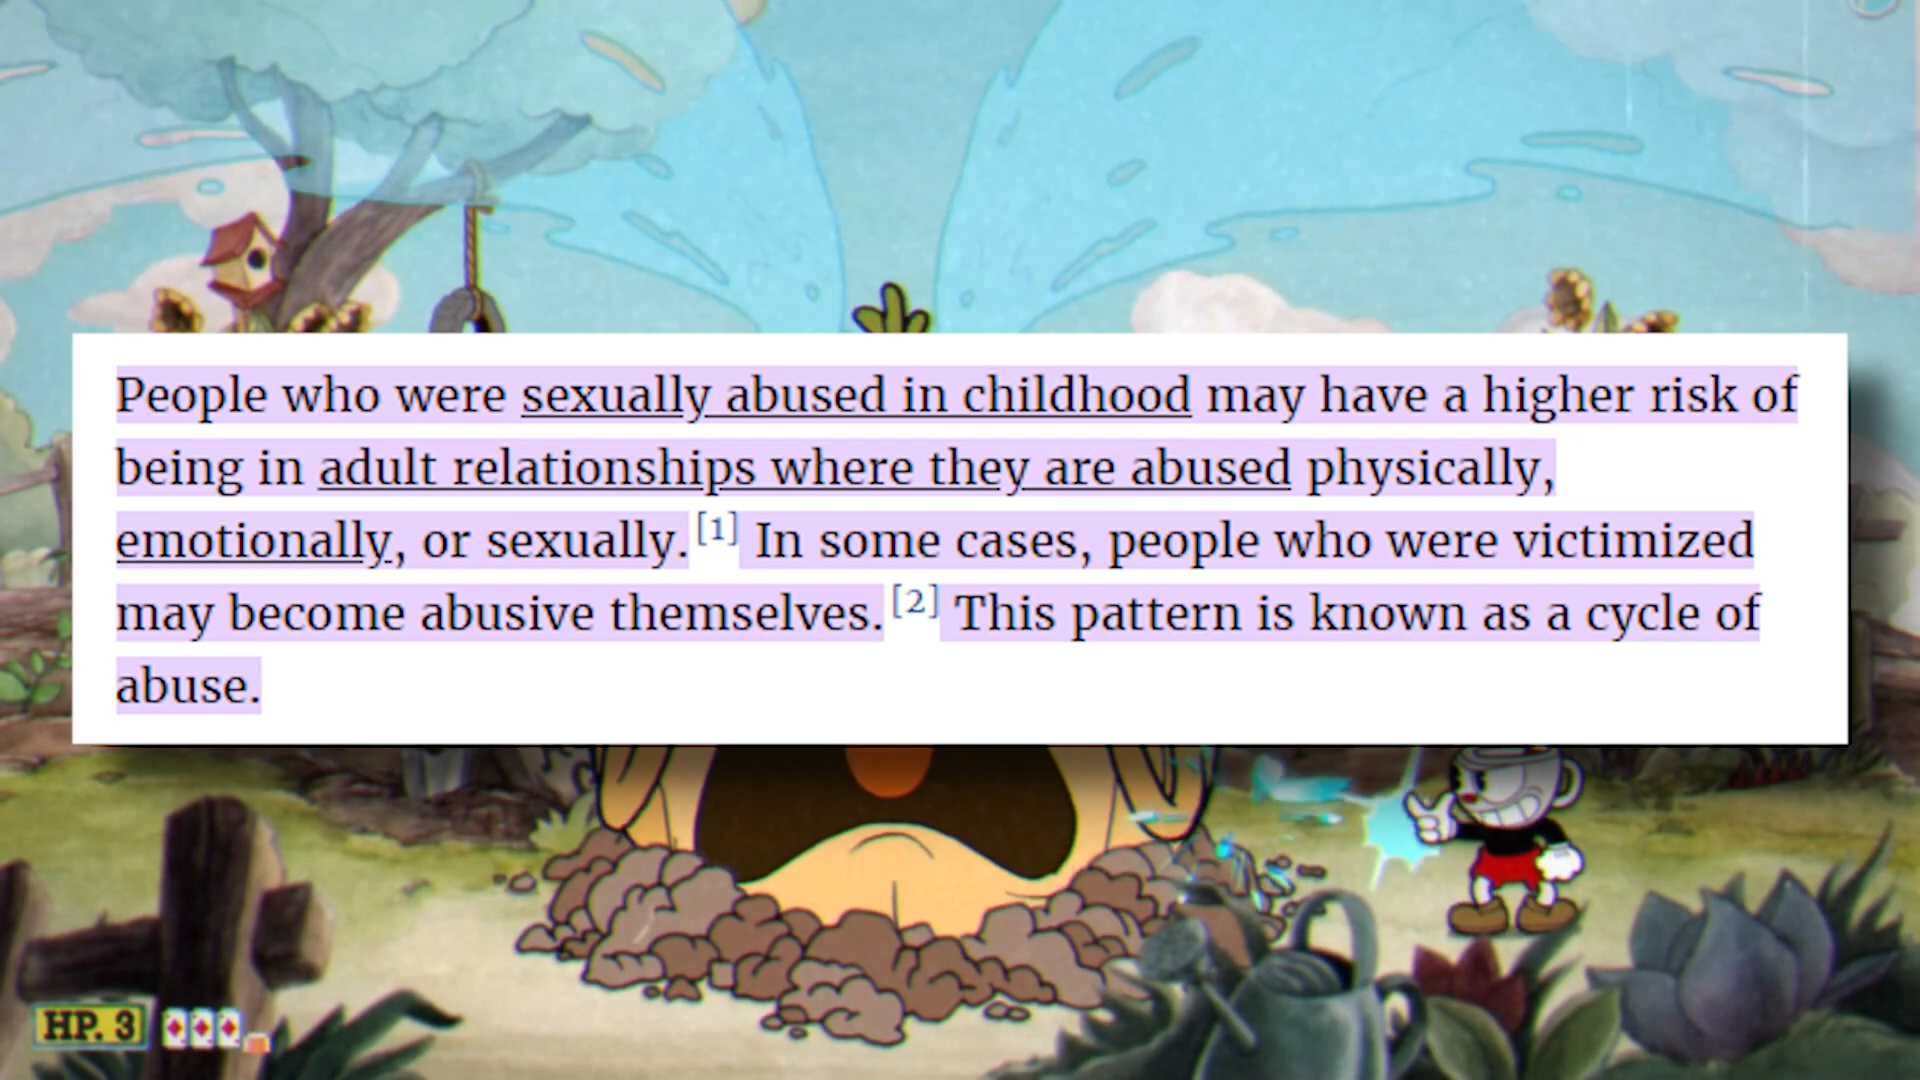 People who were sexually abused in childhood may have a higher risk of
being in adult relationships where they are abused physically,
emotionally, or sexually.[1] In some cases, people who were victimized
may become abusive themselves.[2] This pattern is known as a cycle of
abuse.
HP. 3